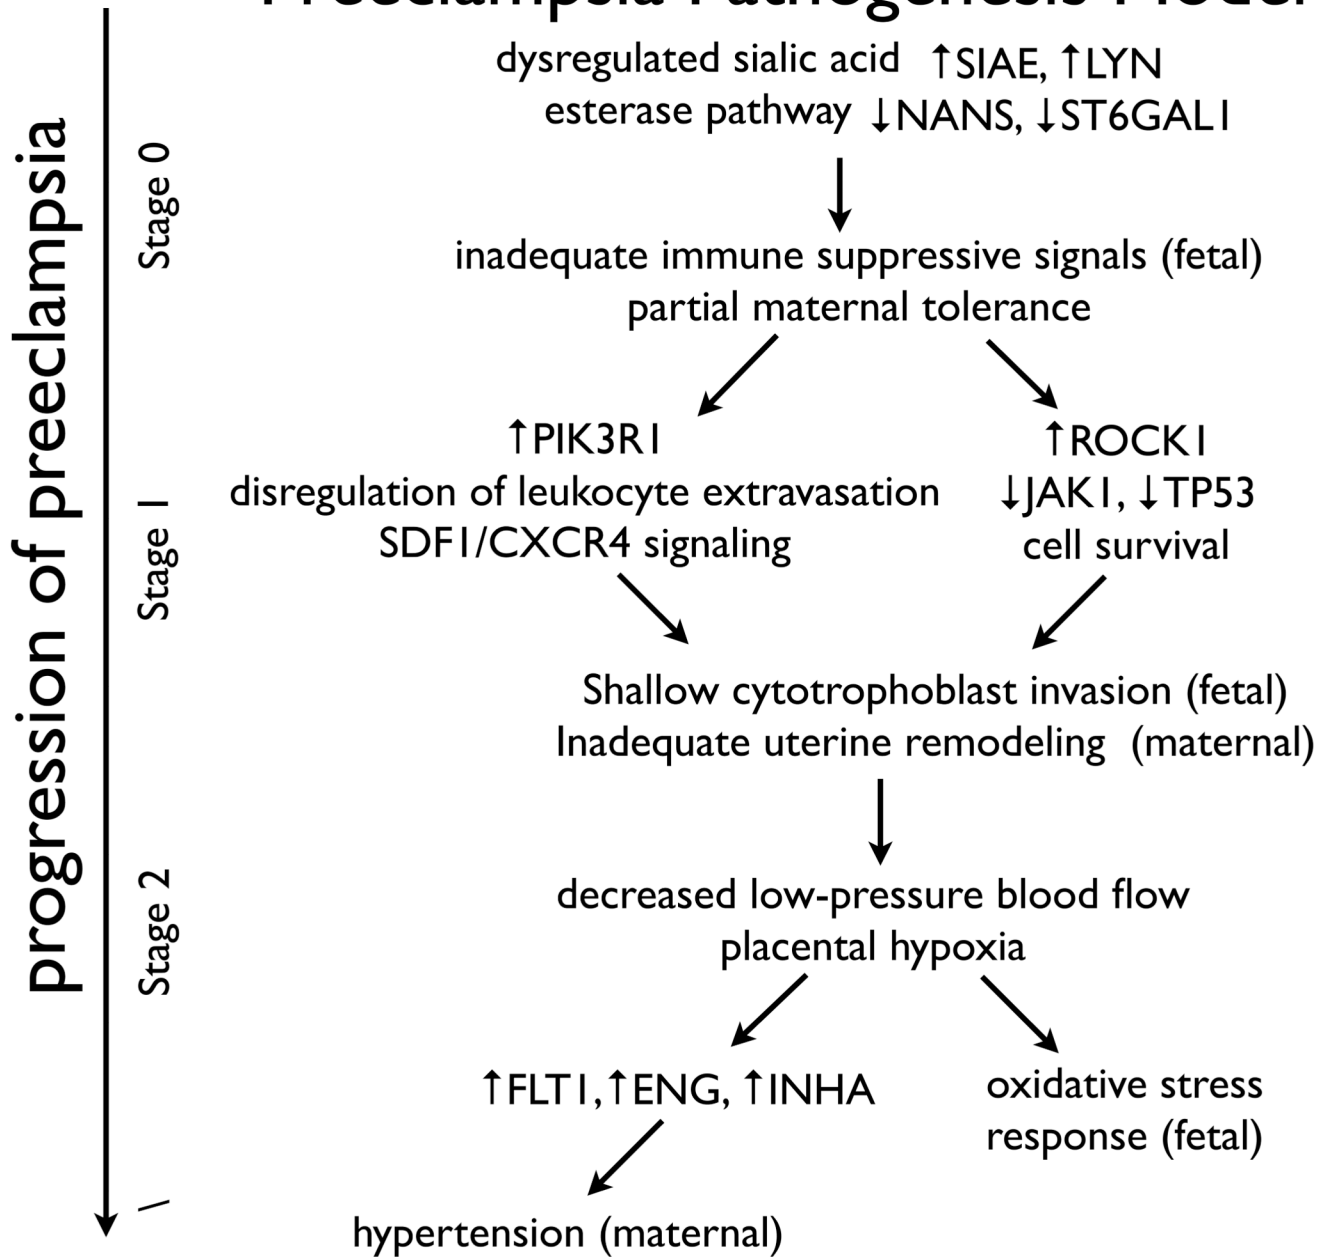 Preeclampsia Pathogenesis Model
progression of preeclampsia
Stage 0
dysregulated sialic acid ↑SIAE, ↑LYN
esterase pathway ↓NANS, ↓ST6GAL1
inadequate immune suppressive signals (fetal)
partial maternal tolerance
Stage 1
↑PIK3R1
disregulation of leukocyte extravasation
SDF1/CXCR4 signaling
↑ROCK1
↓JAK1, ↓TP53
cell survival
Shallow cytotrophoblast invasion (fetal)
Inadequate uterine remodeling (maternal)
Stage 2
decreased low-pressure blood flow
placental hypoxia
↑FLT1,↑ENG, ↑INHA
oxidative stress
response (fetal)
hypertension (maternal)